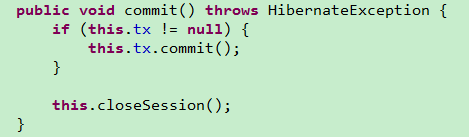 public void commit() throws HibernateException {
    if (this.tx != null) {
        this.tx.commit();
    }

    this.closeSession();
}